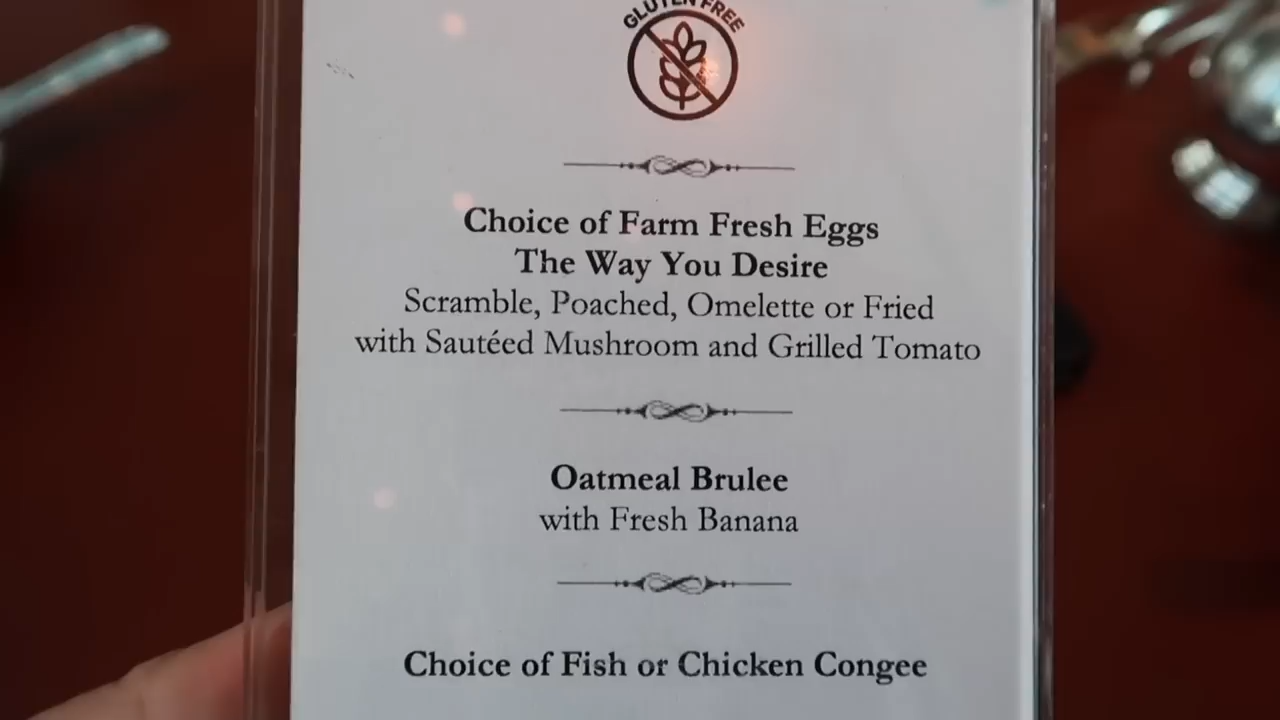 GLUTEN FREE
Choice of Farm Fresh Eggs
The Way You Desire
Scramble, Poached, Omelette or Fried
with Sautéed Mushroom and Grilled Tomato
Oatmeal Brulee
with Fresh Banana
Choice of Fish or Chicken Congee